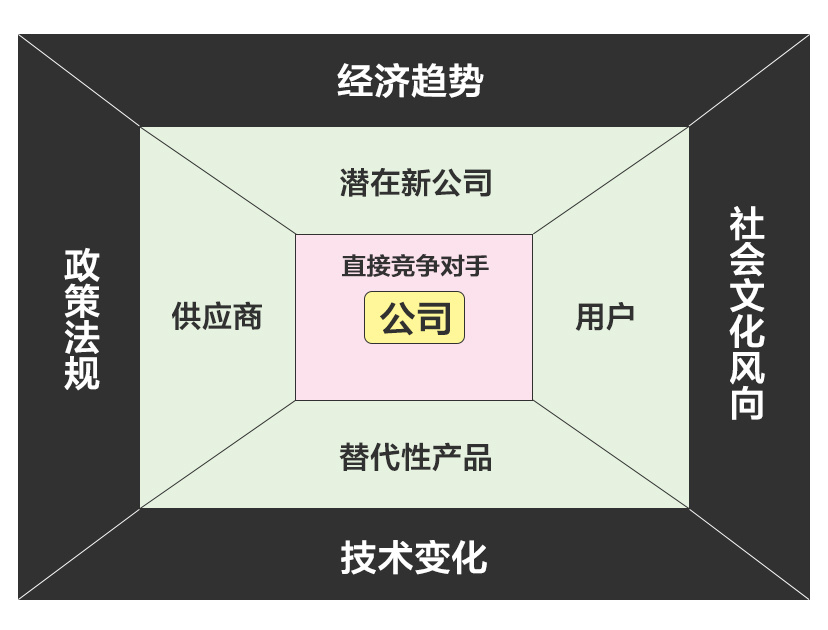 经济趋势
潜在新公司
政策法规
供应商
直接竞争对手
公司
用户
社会文化风向
替代性产品
技术变化